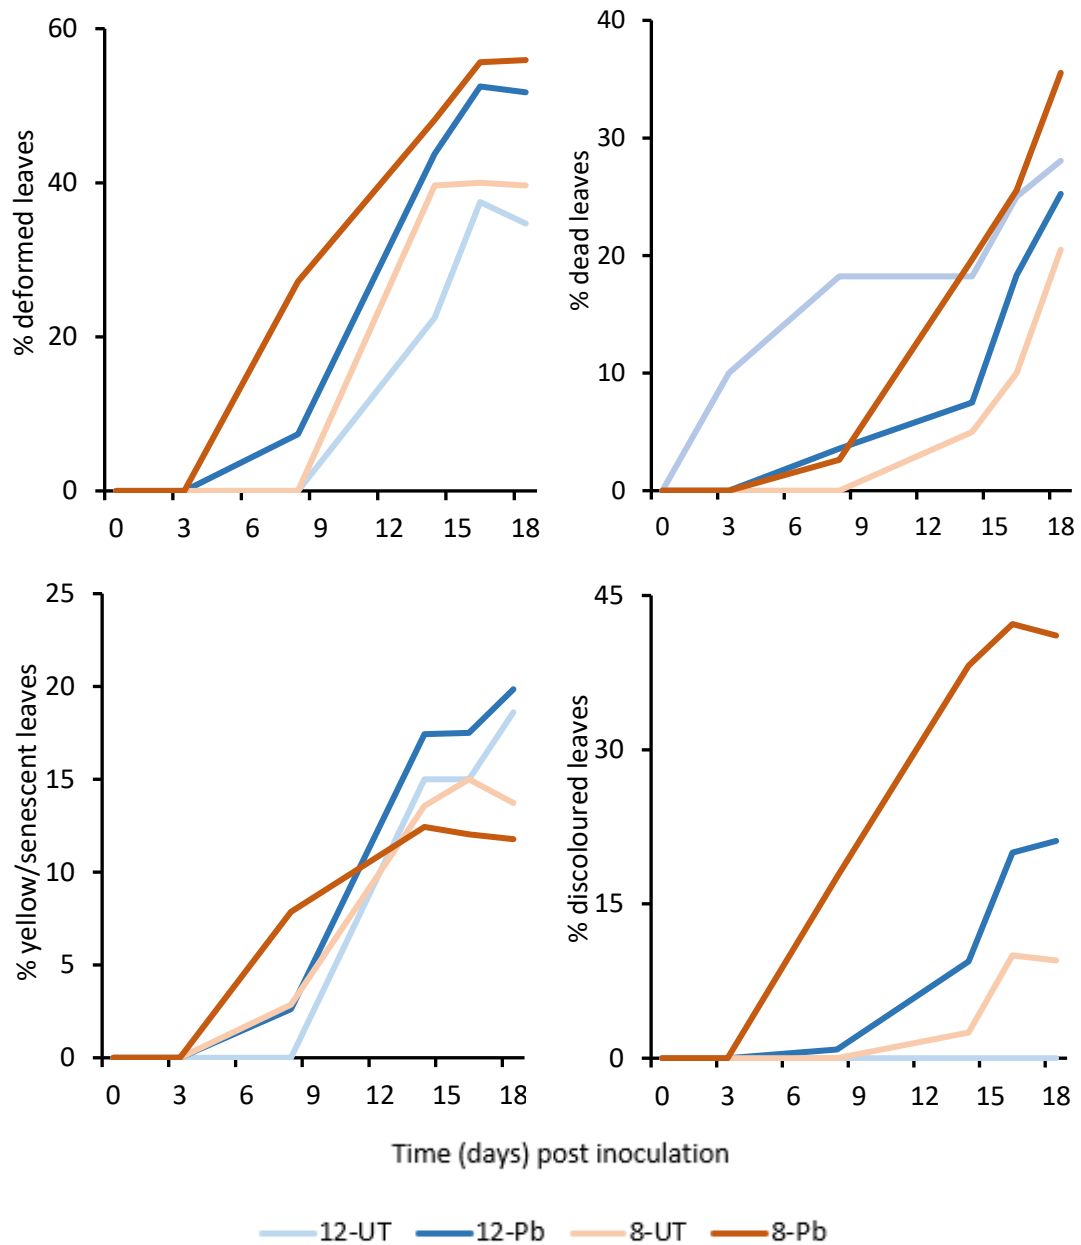 % deformed leaves
60
40
20
0
0 3 6 9 12 15 18
% dead leaves
40
30
20
10
0
0 3 6 9 12 15 18
% yellow/senescent leaves
25
20
15
10
5
0
0 3 6 9 12 15 18
% discoloured leaves
45
30
15
0
0 3 6 9 12 15 18
Time (days) post inoculation
12-UT 12-Pb 8-UT 8-Pb